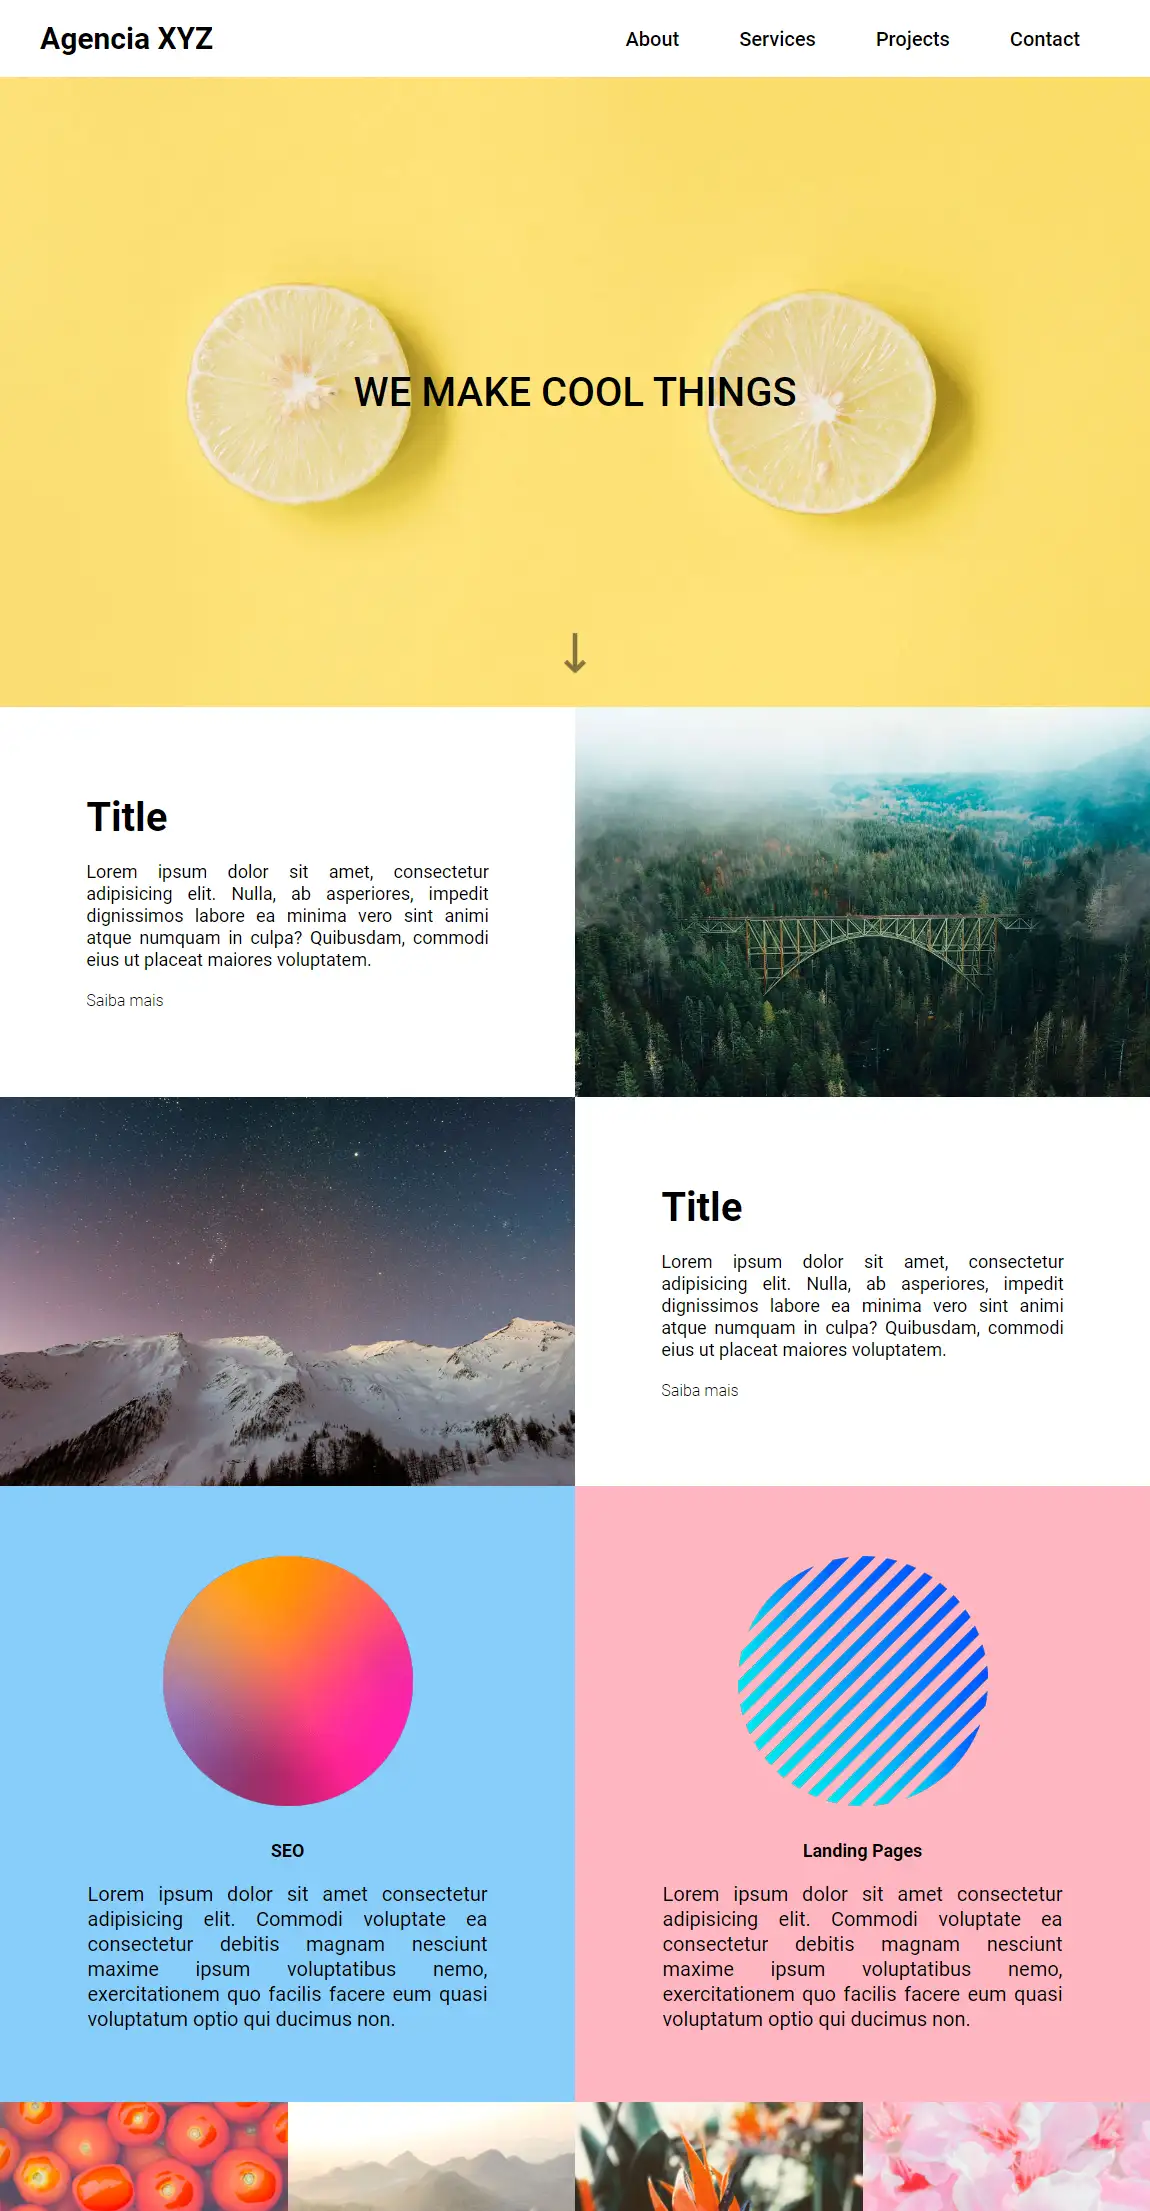 Agencia XYZ
About Services Projects Contact
WE MAKE COOL THINGS
Title
Lorem ipsum dolor sit amet, consectetur
adipisicing elit. Nulla, ab asperiores, impedit
dignissimos labore ea minima vero sint animi
atque numquam in culpa? Quibusdam, commodi
eius ut placeat maiores voluptatem.
Saiba mais
Title
Lorem ipsum dolor sit amet, consectetur
adipisicing elit. Nulla, ab asperiores, impedit
dignissimos labore ea minima vero sint animi
atque numquam in culpa? Quibusdam, commodi
eius ut placeat maiores voluptatem.
Saiba mais
SEO
Lorem ipsum dolor sit amet consectetur
adipisicing elit. Commodi voluptate ea
consectetur debitis magnam nesciunt
maxime ipsum voluptatibus nemo,
exercitationem quo facilis facere eum quasi
voluptatum optio qui ducimus non.
Landing Pages
Lorem ipsum dolor sit amet consectetur
adipisicing elit. Commodi voluptate ea
consectetur debitis magnam nesciunt
maxime ipsum voluptatibus nemo,
exercitationem quo facilis facere eum quasi
voluptatum optio qui ducimus non.